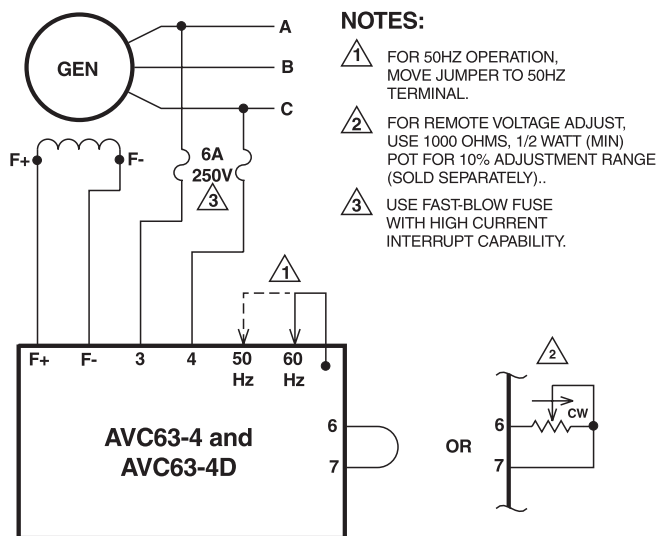 GEN
A
B
C
F+
F-
6A
250V
3
1
F+
F-
3
4
50
Hz
60
Hz
AVC63-4 and
AVC63-4D
6
7
OR
2
6
7
CW
NOTES:
1
FOR 50HZ OPERATION,
MOVE JUMPER TO 50HZ
TERMINAL.
2
FOR REMOTE VOLTAGE ADJUST,
USE 1000 OHMS, 1/2 WATT (MIN)
POT FOR 10% ADJUSTMENT RANGE
(SOLD SEPARATELY)..
3
USE FAST-BLOW FUSE
WITH HIGH CURRENT
INTERRUPT CAPABILITY.